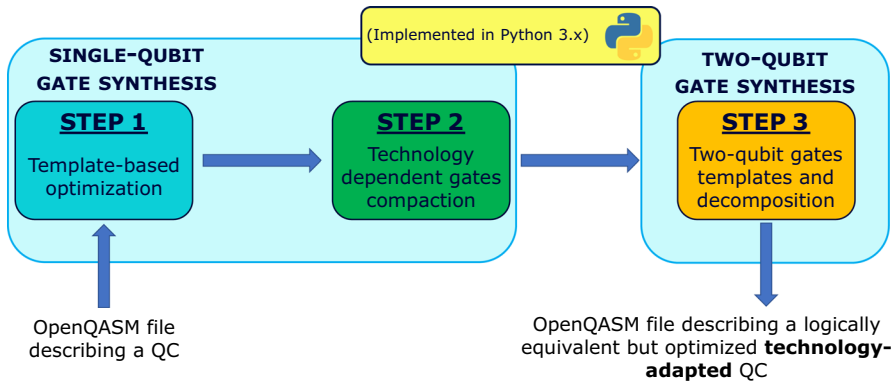 (Implemented in Python 3.x)
SINGLE-QUBIT
GATE SYNTHESIS
TWO-QUBIT
GATE SYNTHESIS
STEP 1
Template-based
optimization
STEP 2
Technology
dependent gates
compaction
STEP 3
Two-qubit gates
templates and
decomposition
OpenQASM file
describing a QC
OpenQASM file describing a logically
equivalent but optimized technology-
adapted QC